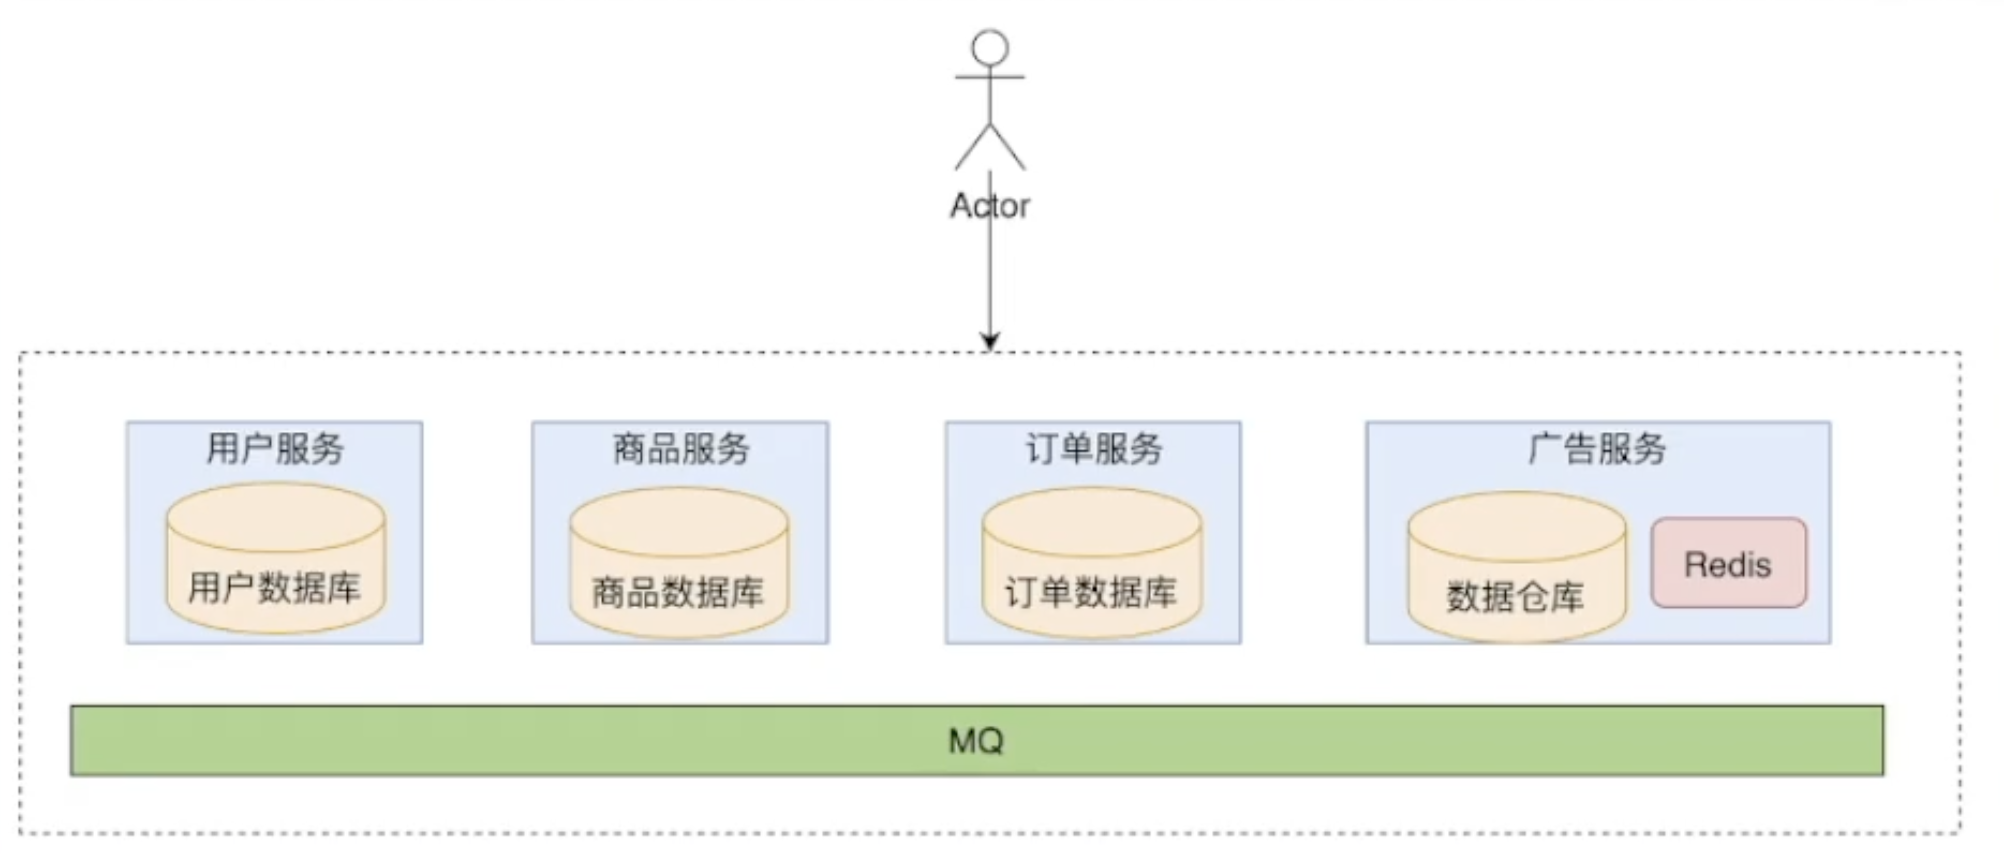 Actor
用户服务
商品服务
订单服务
广告服务
用户数据库
商品数据库
订单数据库
数据仓库
Redis
MQ